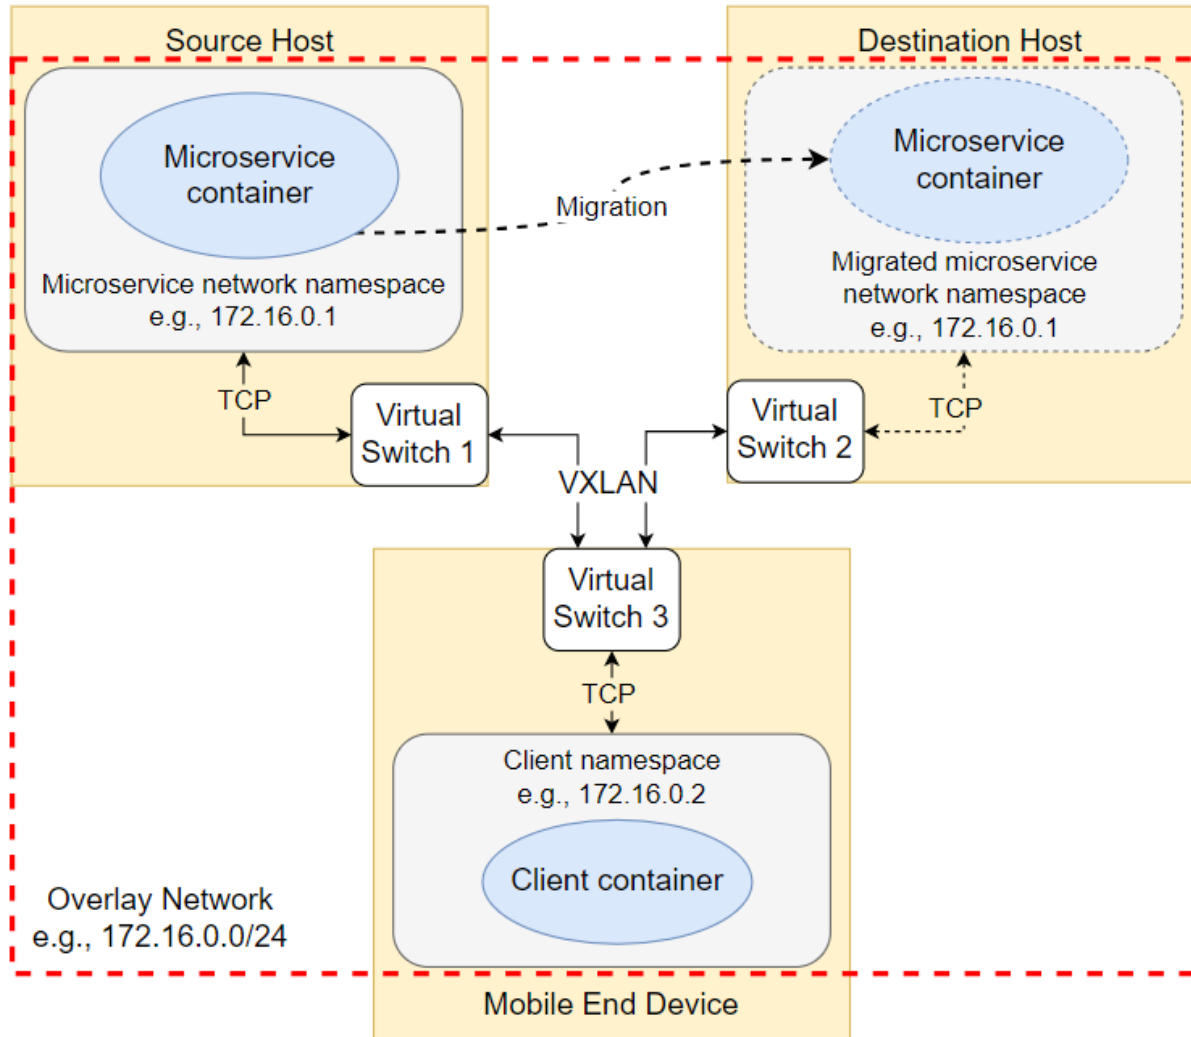 Source Host
Destination Host
Microservice
container
Microservice
container
Migration
Microservice network namespace
e.g., 172.16.0.1
Migrated microservice
network namespace
e.g., 172.16.0.1
TCP
TCP
Virtual
Switch 1
Virtual
Switch 2
VXLAN
Virtual
Switch 3
TCP
Client namespace
e.g., 172.16.0.2
Client container
Overlay Network
e.g., 172.16.0.0/24
Mobile End Device